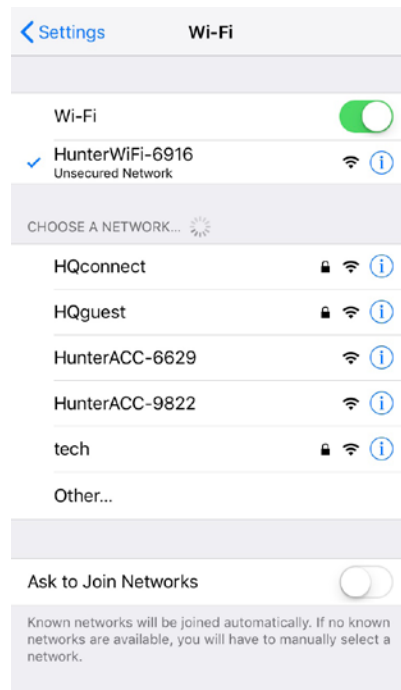 Settings Wi-Fi
Wi-Fi
HunterWiFi-6916
Unsecured Network
CHOOSE A NETWORK...
HQconnect
HQguest
HunterACC-6629
HunterACC-9822
tech
Other...
Ask to Join Networks
Known networks will be joined automatically. If no known
networks are available, you will have to manually select a
network.